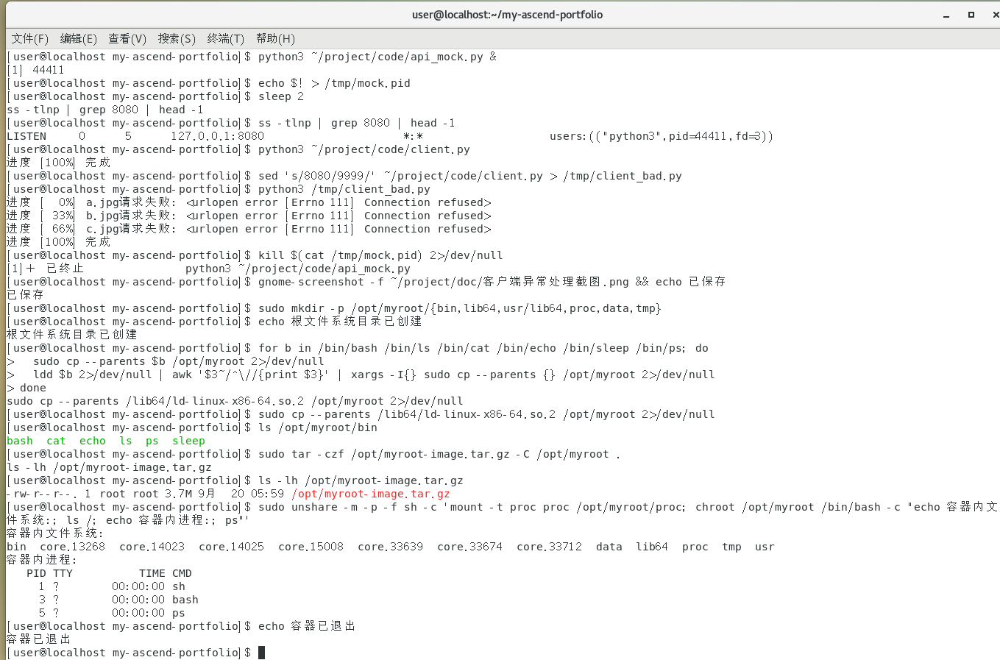 user@localhost:~/my-ascend-portfolio
文件(F) 编辑(E) 查看(V) 搜索(S) 终端(T) 帮助(H)
[user@localhost my-ascend-portfolio]$ python3 ~/project/code/api_mock.py &
[1] 44411
[user@localhost my-ascend-portfolio]$ echo $! > /tmp/mock.pid
[user@localhost my-ascend-portfolio]$ sleep 2
ss -tlnp | grep 8080 | head -1
[user@localhost my-ascend-portfolio]$ ss -tlnp | grep 8080 | head -1
LISTEN     0      5      127.0.0.1:8080                     *:*                   users:(("python3",pid=44411,fd=3))
[user@localhost my-ascend-portfolio]$ python3 ~/project/code/client.py
进度 [100%] 完成
[user@localhost my-ascend-portfolio]$ sed 's/8080/9999/' ~/project/code/client.py > /tmp/client_bad.py
[user@localhost my-ascend-portfolio]$ python3 /tmp/client_bad.py
进度 [  0%] a.jpg请求失败: <urlopen error [Errno 111] Connection refused>
进度 [ 33%] b.jpg请求失败: <urlopen error [Errno 111] Connection refused>
进度 [ 66%] c.jpg请求失败: <urlopen error [Errno 111] Connection refused>
进度 [100%] 完成
[user@localhost my-ascend-portfolio]$ kill $(cat /tmp/mock.pid) 2>/dev/null
[1]+  已终止               python3 ~/project/code/api_mock.py
[user@localhost my-ascend-portfolio]$ gnome-screenshot -f ~/project/doc/客户端异常处理截图.png && echo 已保存
已保存
[user@localhost my-ascend-portfolio]$ sudo mkdir -p /opt/myroot/{bin,lib64,usr/lib64,proc,data,tmp}
[user@localhost my-ascend-portfolio]$ echo 根文件系统目录已创建
根文件系统目录已创建
[user@localhost my-ascend-portfolio]$ for b in /bin/bash /bin/ls /bin/cat /bin/echo /bin/sleep /bin/ps; do
>   sudo cp --parents $b /opt/myroot 2>/dev/null
>   ldd $b 2>/dev/null | awk '$3~/^\//{print $3}' | xargs -I{} sudo cp --parents {} /opt/myroot 2>/dev/null
> done
sudo cp --parents /lib64/ld-linux-x86-64.so.2 /opt/myroot 2>/dev/null
[user@localhost my-ascend-portfolio]$ sudo cp --parents /lib64/ld-linux-x86-64.so.2 /opt/myroot 2>/dev/null
[user@localhost my-ascend-portfolio]$ ls /opt/myroot/bin
bash  cat  echo  ls  ps  sleep
[user@localhost my-ascend-portfolio]$ sudo tar -czf /opt/myroot-image.tar.gz -C /opt/myroot .
ls -lh /opt/myroot-image.tar.gz
[user@localhost my-ascend-portfolio]$ ls -lh /opt/myroot-image.tar.gz
-rw-r--r--. 1 root root 3.7M 9月  20 05:59 /opt/myroot-image.tar.gz
[user@localhost my-ascend-portfolio]$ sudo unshare -m -p -f sh -c 'mount -t proc proc /opt/myroot/proc; chroot /opt/myroot /bin/bash -c "echo 容器内文
件系统:; ls /; echo 容器内进程:; ps"'
容器内文件系统:
bin  core.13268  core.14023  core.14025  core.15008  core.33639  core.33674  core.33712  data  lib64  proc  tmp  usr
容器内进程:
   PID TTY          TIME CMD
     1 ?        00:00:00 sh
     3 ?        00:00:00 bash
     5 ?        00:00:00 ps
[user@localhost my-ascend-portfolio]$ echo 容器已退出
容器已退出
[user@localhost my-ascend-portfolio]$